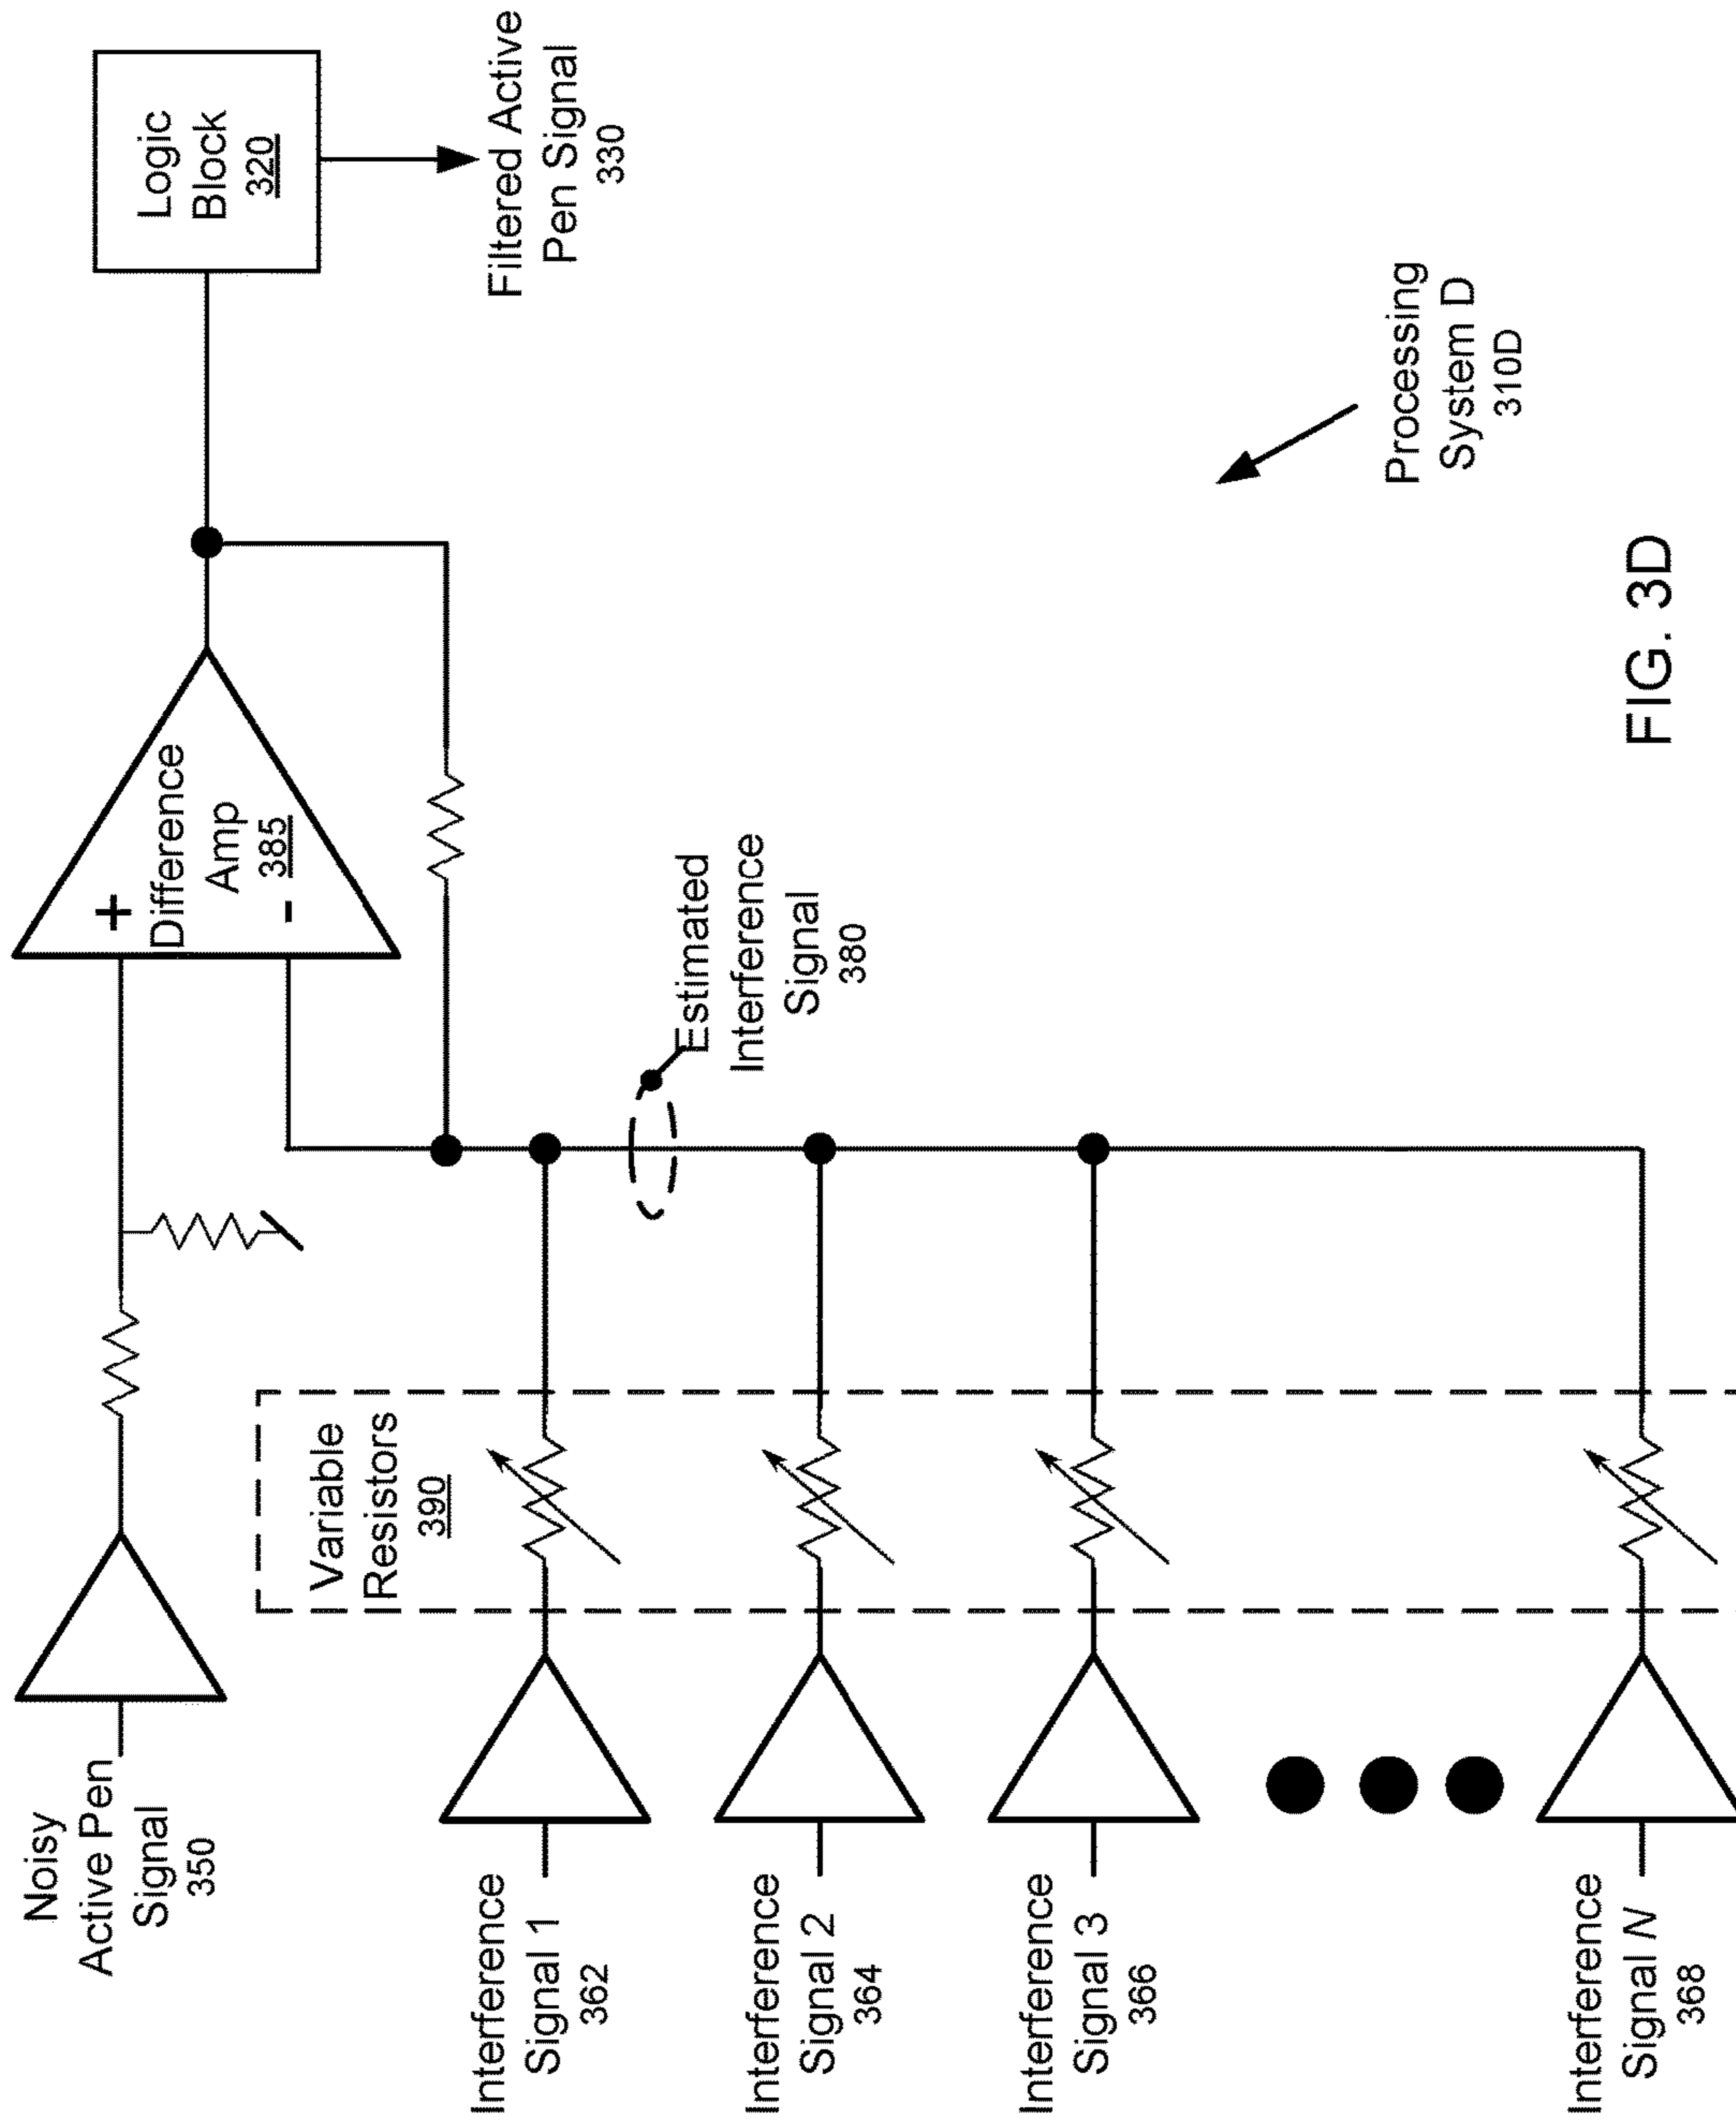 Noisy
Active Pen
Signal
350
Difference
Amp
385
+
-
Logic
Block
320
Filtered Active
Pen Signal
330
Variable
Resistors
390
Interference
Signal 1
362
Interference
Signal 2
364
Interference
Signal 3
366
Interference
Signal N
368
Estimated
Interference
Signal
380
Processing
System D
310D
FIG. 3D